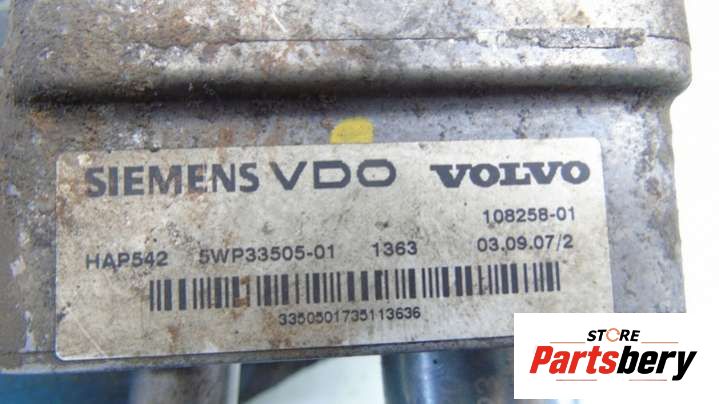 SIEMENS VDO VOLVO
108258-01
HAP542 5WP33505-01 1363 03.09.07/2
3350501735113636
STORE
Partsbery